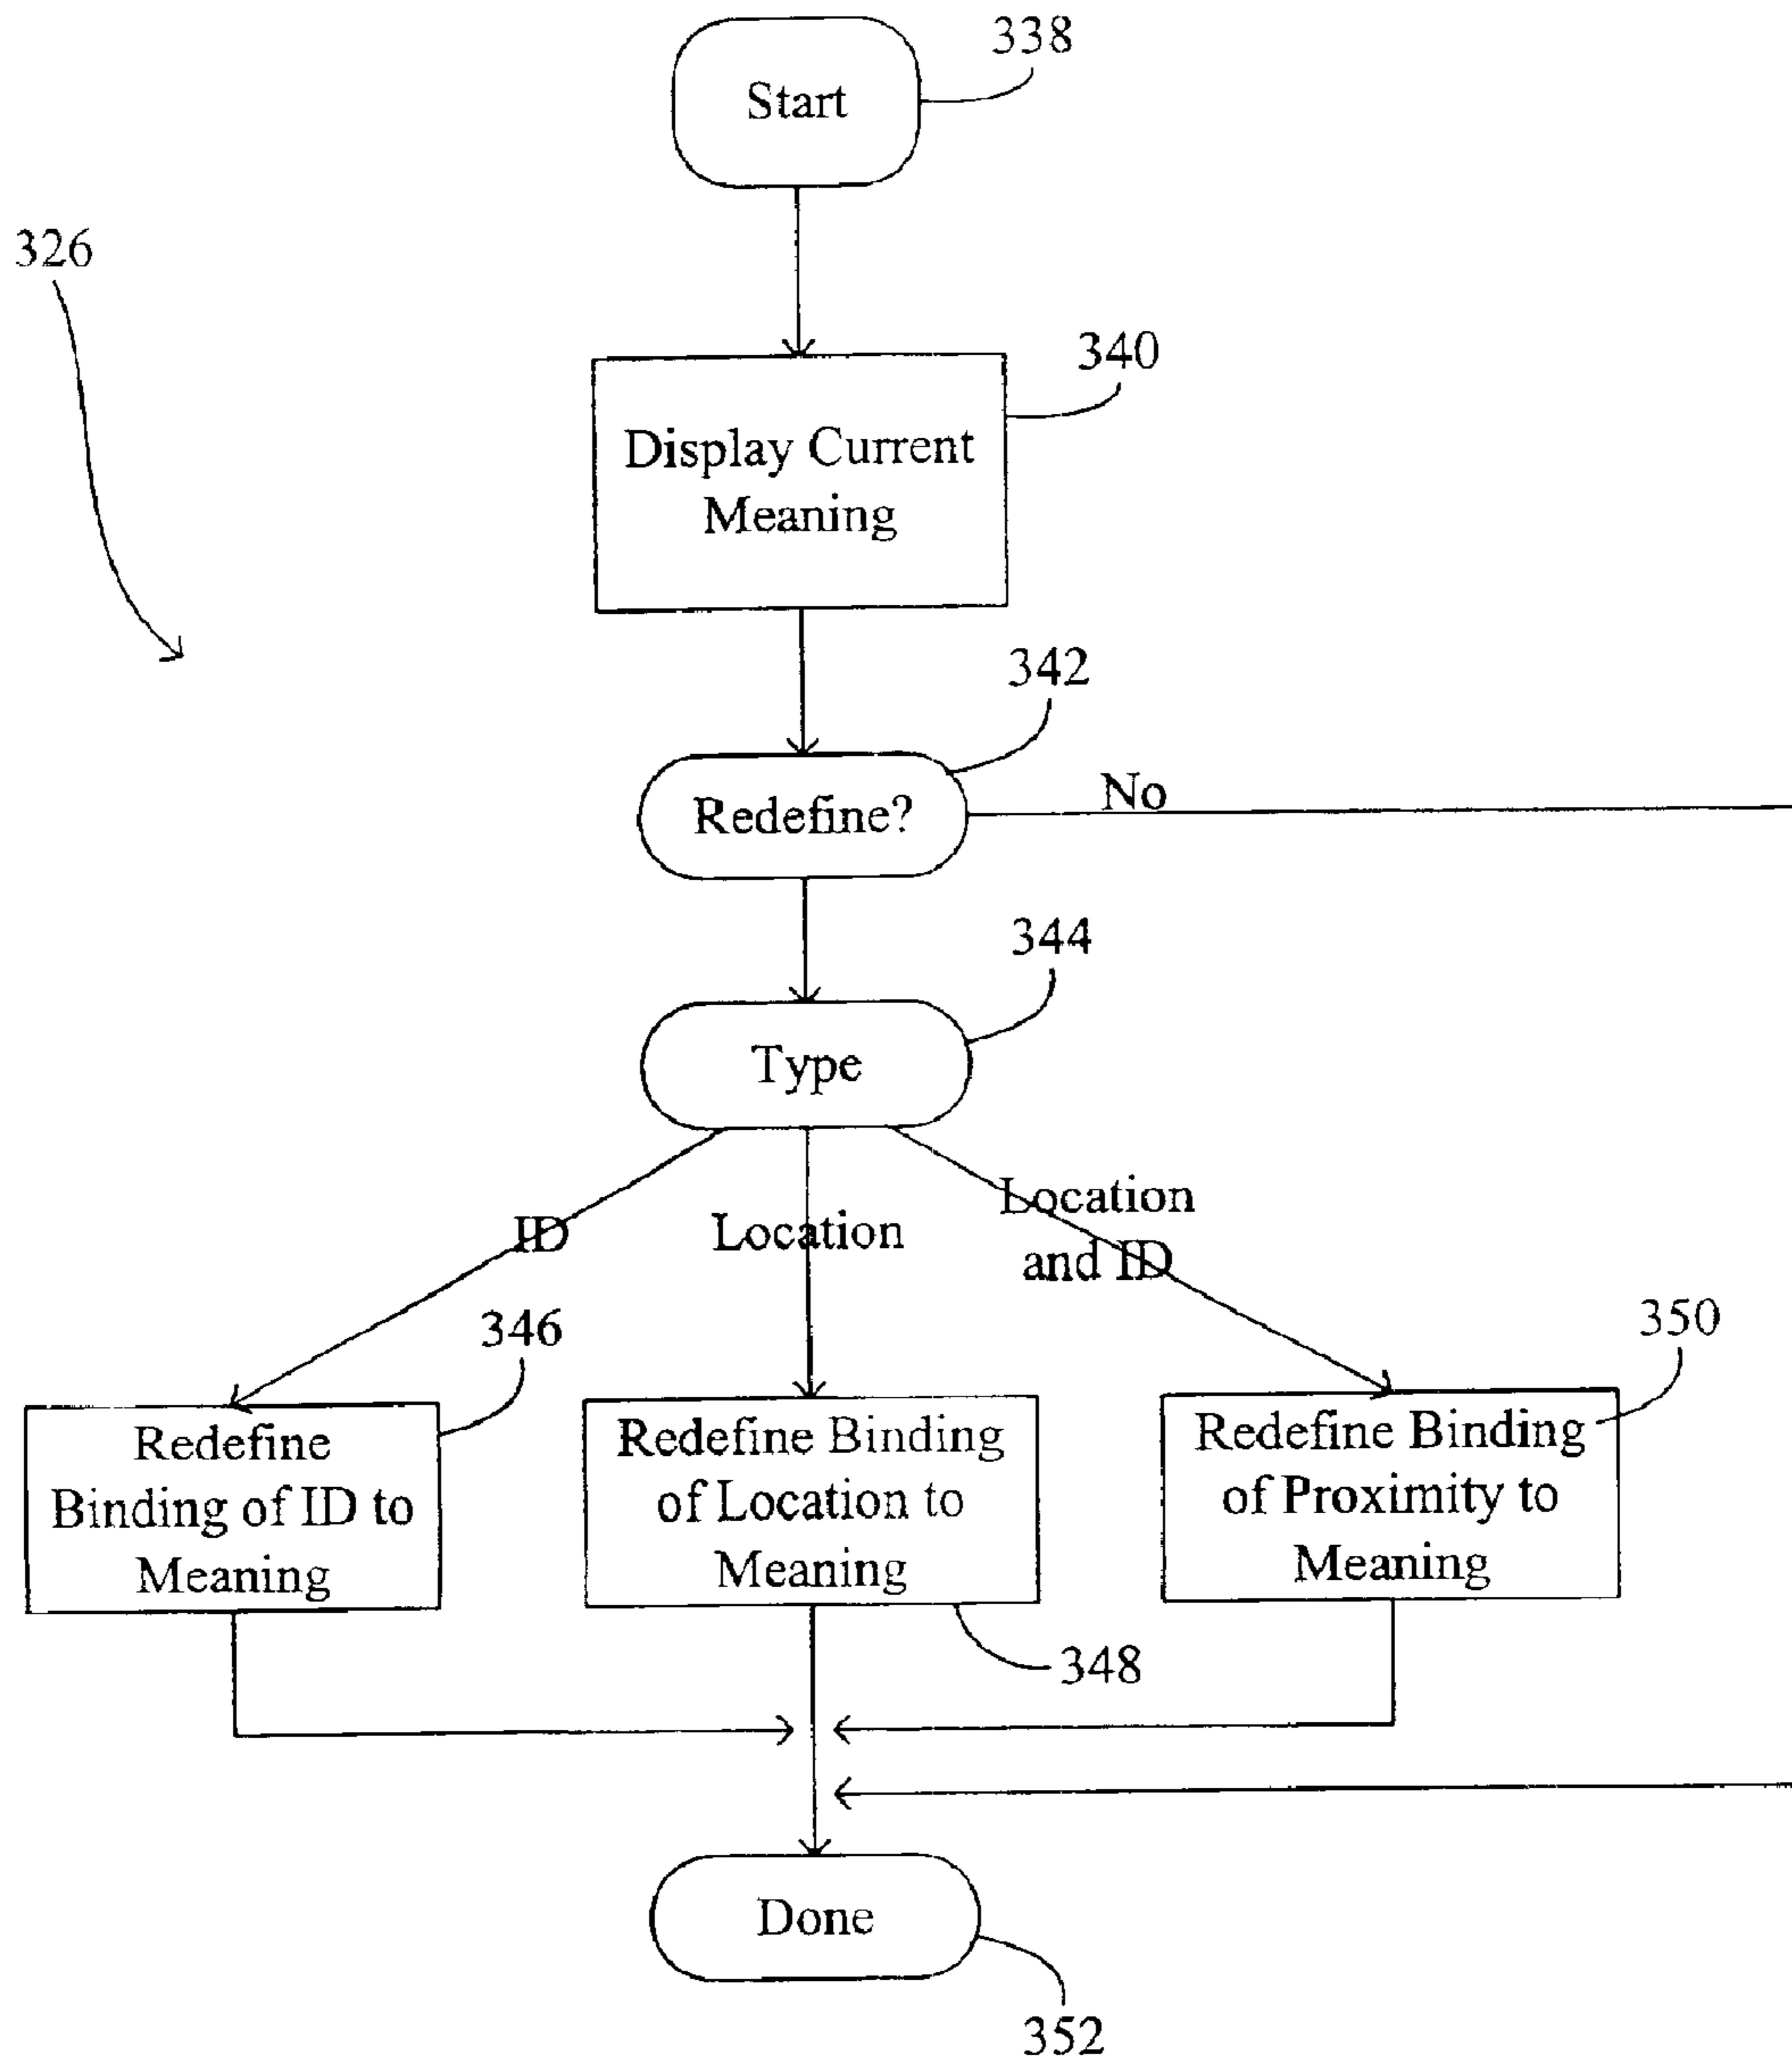 338
Start
326
340
Display Current
Meaning
342
No
Redefine?
344
Type
Location
and ID
ID
Location
346
350
Redefine
Binding of ID to
Meaning
Redefine Binding
of Location to
Meaning
Redefine Binding
of Proximity to
Meaning
348
Done
352